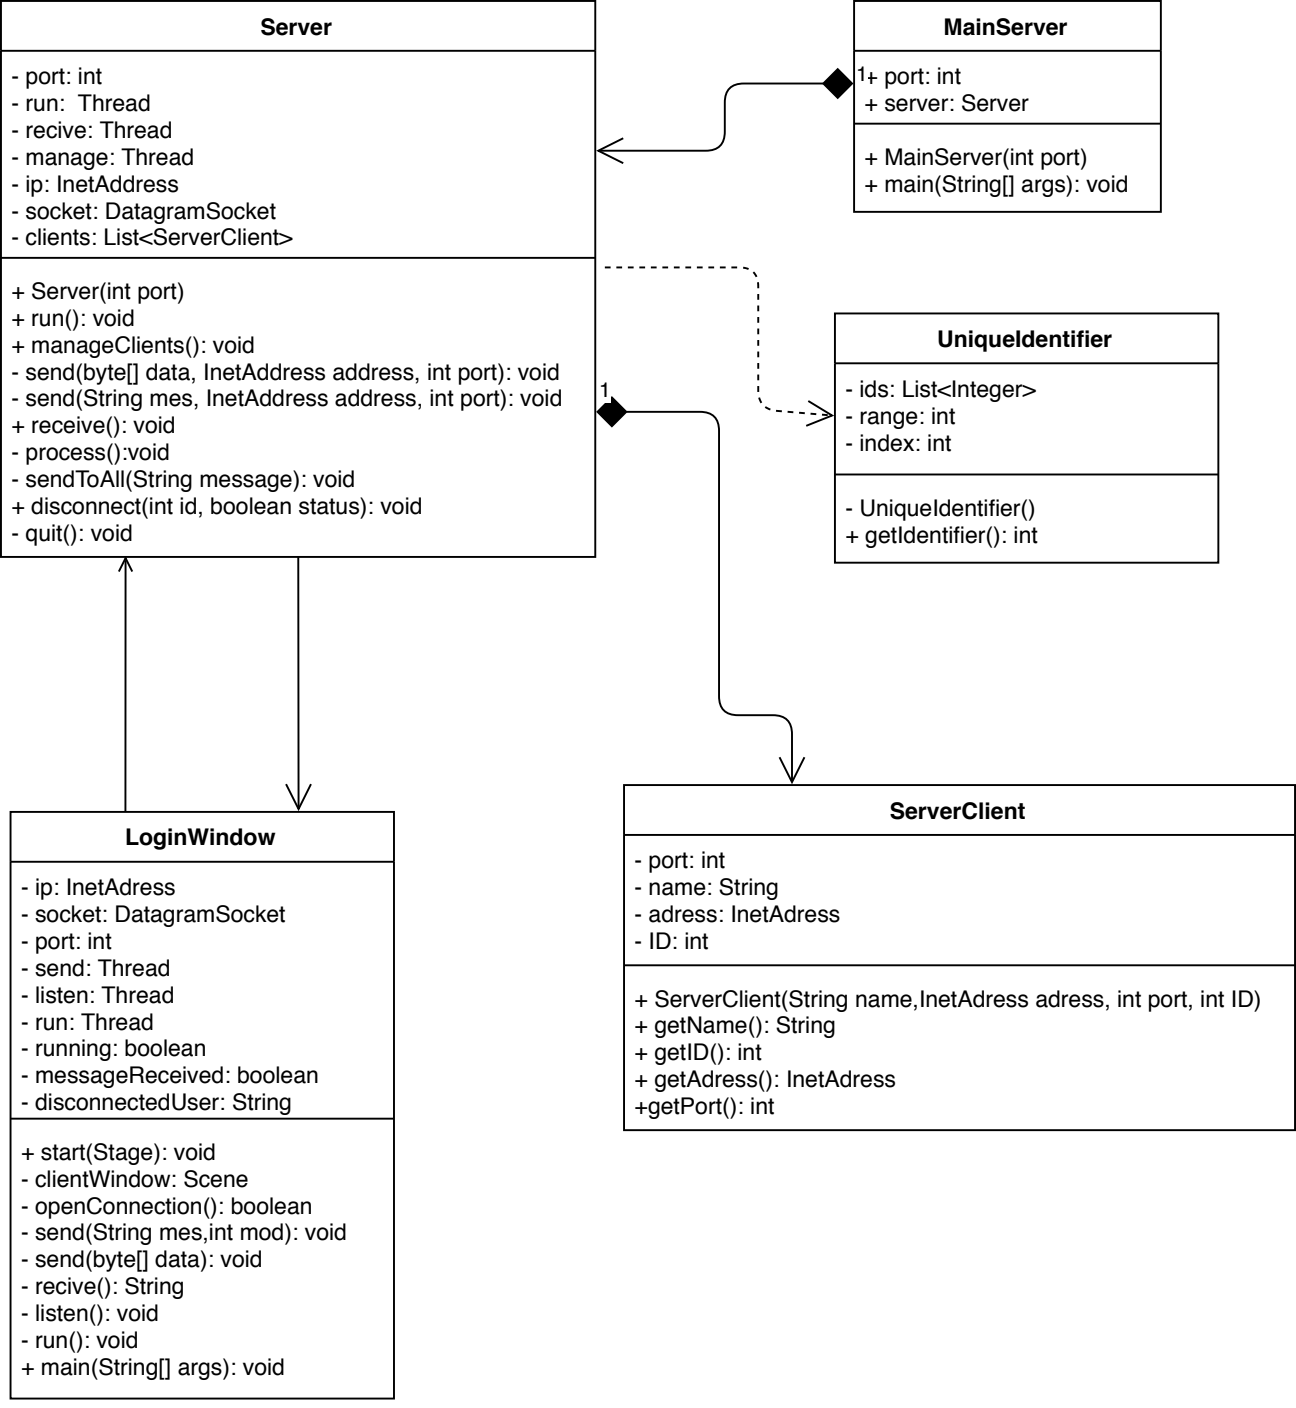 Server
- port: int
- run:  Thread
- recive: Thread
- manage: Thread
- ip: InetAddress
- socket: DatagramSocket
- clients: List<ServerClient>
+ Server(int port)
+ run(): void
+ manageClients(): void
- send(byte[] data, InetAddress address, int port): void
- send(String mes, InetAddress address, int port): void
+ receive(): void
- process():void
- sendToAll(String message): void
+ disconnect(int id, boolean status): void
- quit(): void
1
MainServer
1
+ port: int
+ server: Server
+ MainServer(int port)
+ main(String[] args): void
UniqueIdentifier
- ids: List<Integer>
- range: int
- index: int
- UniqueIdentifier()
+ getIdentifier(): int
LoginWindow
- ip: InetAdress
- socket: DatagramSocket
- port: int
- send: Thread
- listen: Thread
- run: Thread
- running: boolean
- messageReceived: boolean
- disconnectedUser: String
+ start(Stage): void
- clientWindow: Scene
- openConnection(): boolean
- send(String mes,int mod): void
- send(byte[] data): void
- recive(): String
- listen(): void
- run(): void
+ main(String[] args): void
ServerClient
- port: int
- name: String
- adress: InetAdress
- ID: int
+ ServerClient(String name,InetAdress adress, int port, int ID)
+ getName(): String
+ getID(): int
+ getAdress(): InetAdress
+getPort(): int